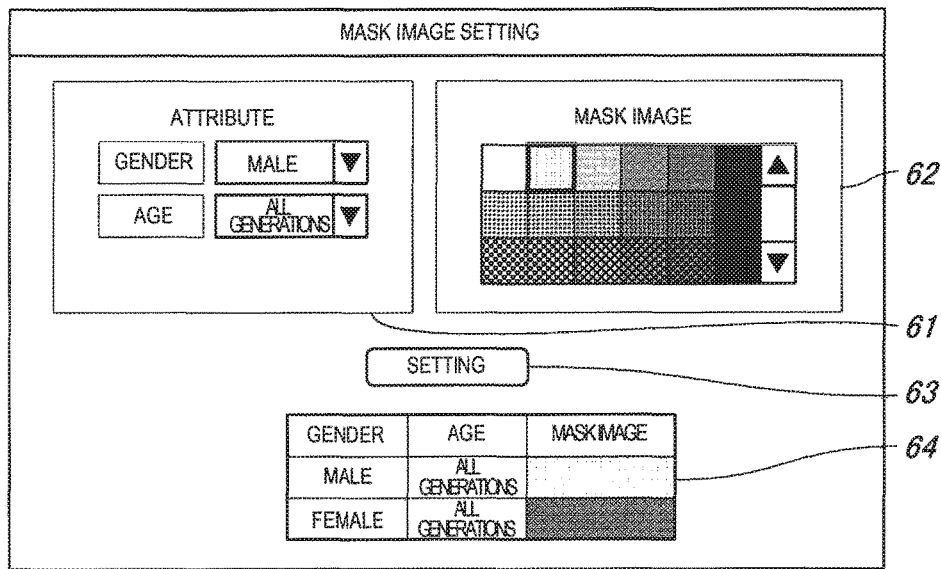 MASK IMAGE SETTING
ATTRIBUTE
GENDER MALE
AGE ALL
GENERATIONS
MASK IMAGE
62
61
SETTING
63
GENDER AGE MASK IMAGE
64
MALE ALL
GENERATIONS
FEMALE ALL
GENERATIONS